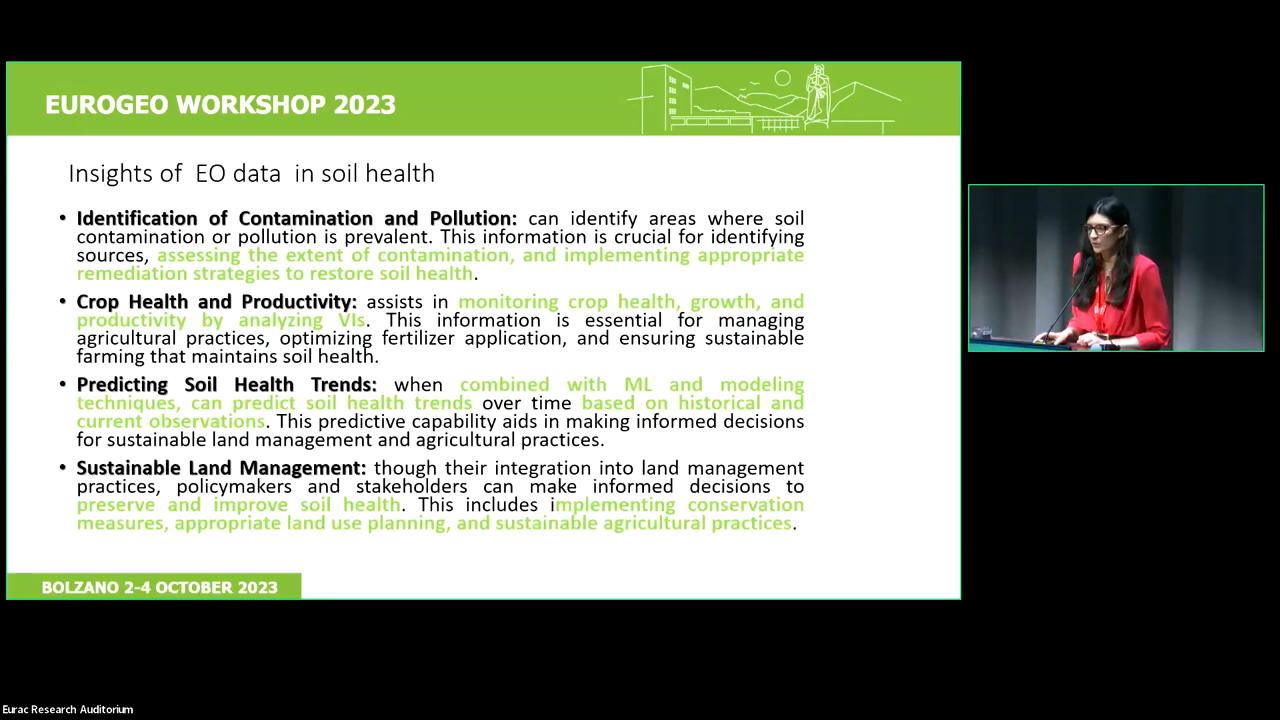 EUROGEO WORKSHOP 2023
Insights of EO data in soil health
• Identification of Contamination and Pollution: can identify areas where soil
contamination or pollution is prevalent. This information is crucial for identifying
sources, assessing the extent of contamination, and implementing appropriate
remediation strategies to restore soil health.
• Crop Health and Productivity: assists in monitoring crop health, growth, and
productivity by analyzing VIs. This information is essential for managing
agricultural practices, optimizing fertilizer application, and ensuring sustainable
farming that maintains soil health.
• Predicting Soil Health Trends: when combined with ML and modeling
techniques, can predict soil health trends over time based on historical and
current observations. This predictive capability aids in making informed decisions
for sustainable land management and agricultural practices.
• Sustainable Land Management: though their integration into land management
practices, policymakers and stakeholders can make informed decisions to
preserve and improve soil health. This includes implementing conservation
measures, appropriate land use planning, and sustainable agricultural practices.
BOLZANO 2-4 OCTOBER 2023
Eurac Research Auditorium